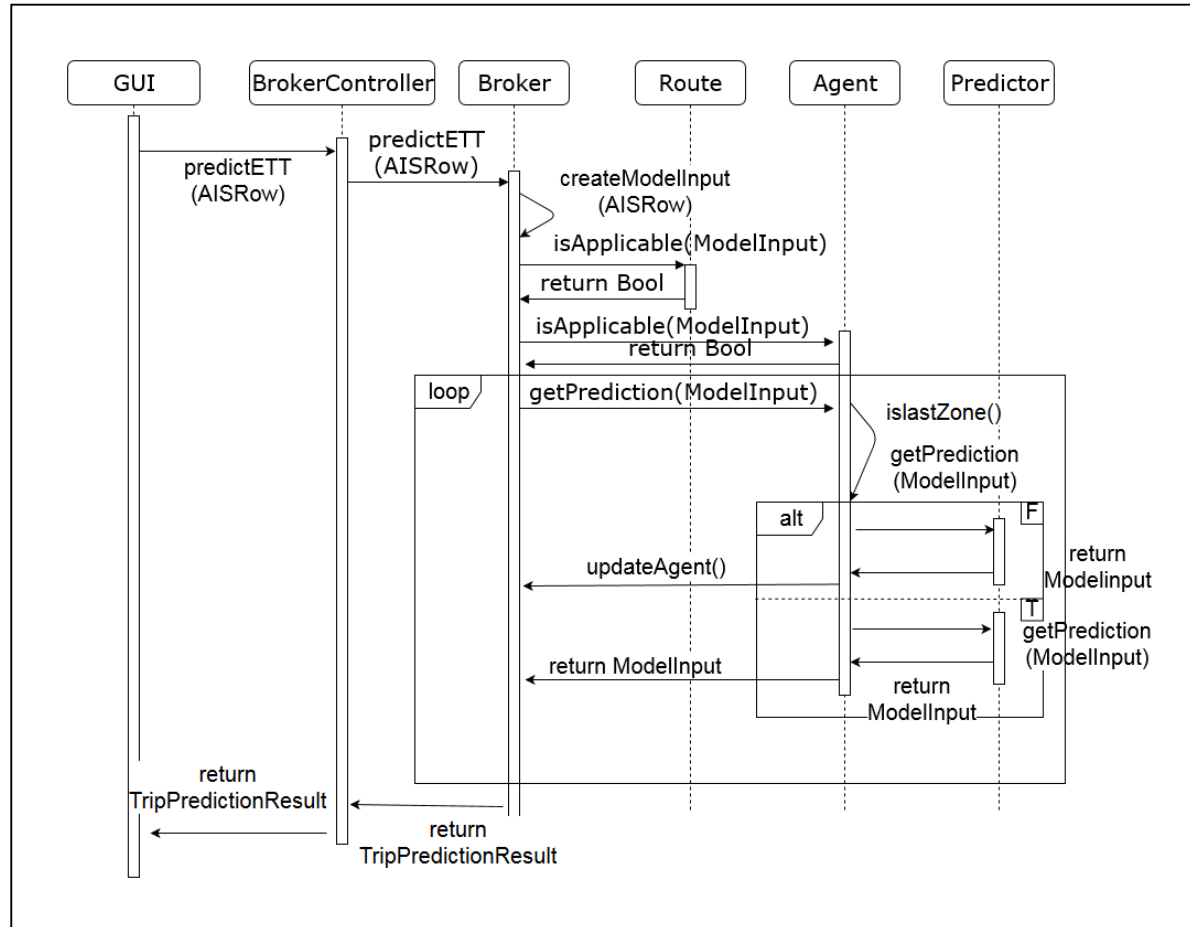 GUI
BrokerController
Broker
Route
Agent
Predictor
predictETT
(AISRow)
predictETT
(AISRow)
createModelInput
(AISRow)
isApplicable(ModelInput)
return Bool
isApplicable(ModelInput)
return Bool
loop
getPrediction(ModelInput)
islastZone()
getPrediction
(ModelInput)
alt
F
return
Modelinput
updateAgent()
T
getPrediction
(ModelInput)
return ModelInput
return
ModelInput
return
TripPredictionResult
return
TripPredictionResult